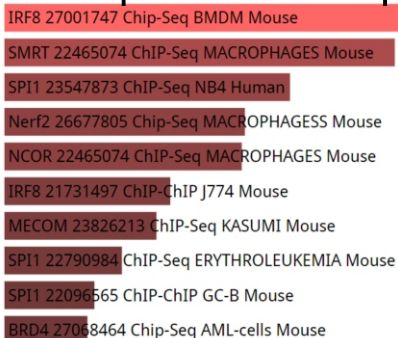 IRF8 27001747 Chip-Seq BMDM Mouse
SMRT 22465074 ChIP-Seq MACROPHAGES Mouse
SPI1 23547873 ChIP-Seq NB4 Human
Nerf2 26677805 Chip-Seq MACROPHAGESS Mouse
NCOR 22465074 ChIP-Seq MACROPHAGES Mouse
IRF8 21731497 ChIP-ChIP J774 Mouse
MECOM 23826213 ChIP-Seq KASUMI Mouse
SPI1 22790984 ChIP-Seq ERYTHROLEUKEMIA Mouse
SPI1 22096565 ChIP-ChIP GC-B Mouse
BRD4 27068464 Chip-Seq AML-cells Mouse